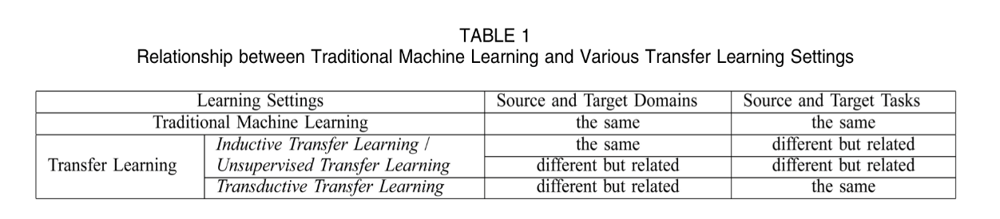 TABLE 1
Relationship between Traditional Machine Learning and Various Transfer Learning Settings
Learning Settings Source and Target Domains Source and Target Tasks
Traditional Machine Learning the same the same
Inductive Transfer Learning / the same different but related
Transfer Learning Unsupervised Transfer Learning different but related different but related
Transductive Transfer Learning different but related the same